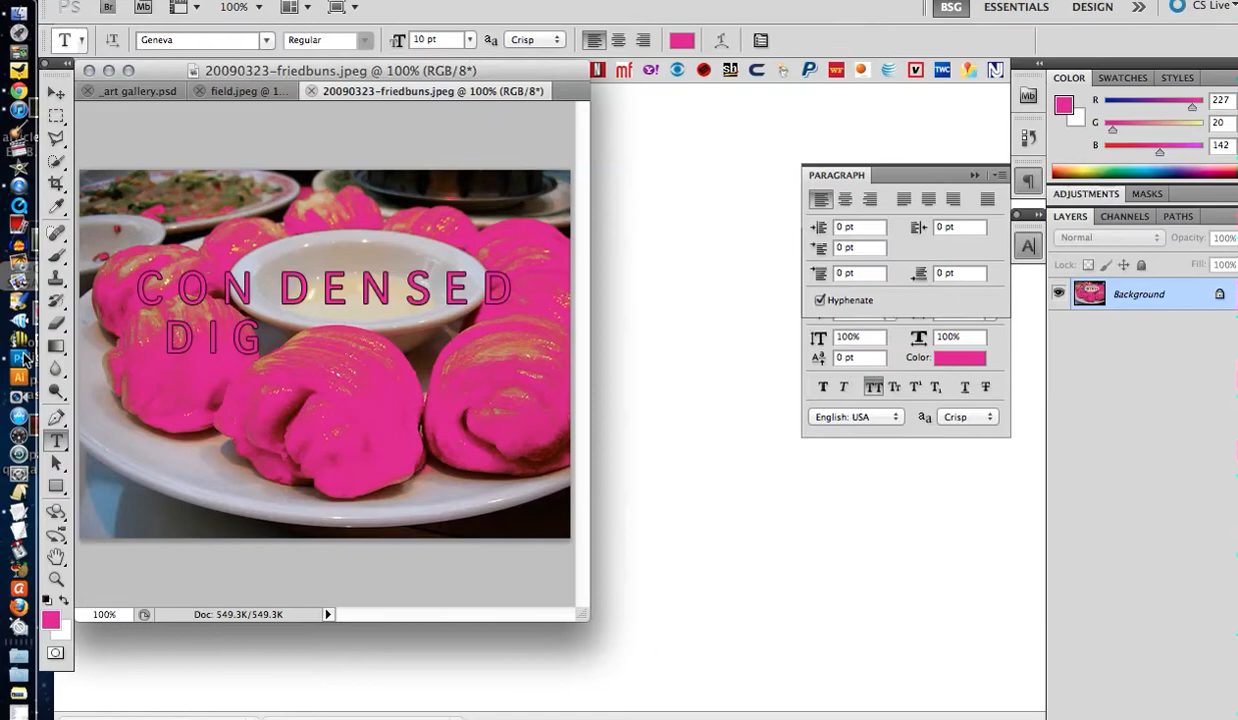 Ps
Br
Mb
100%
BSG
ESSENTIALS
DESIGN
CS Live
T
Geneva
Regular
10 pt
Crisp
20090323-friedbuns.jpeg @ 100% (RGB/8*)
_art gallery.psd
field.jpeg @ 1...
20090323-friedbuns.jpeg @ 100% (RGB/8*)
CON DENSED
DIG
100%
Doc: 549.3K/549.3K
PARAGRAPH
0 pt
0 pt
0 pt
0 pt
0 pt
Hyphenate
100%
100%
0 pt
Color:
English: USA
Crisp
Mb
COLOR
SWATCHES
STYLES
R
227
G
20
B
142
ADJUSTMENTS
MASKS
LAYERS
CHANNELS
PATHS
Normal
Opacity:
100%
Lock:
Fill:
100%
Background